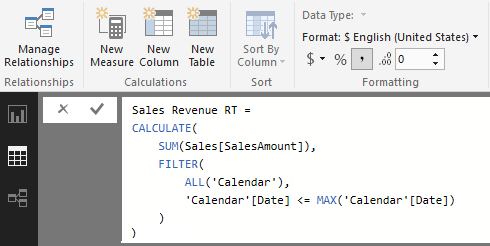 Manage
Relationships
New
Measure
New
Column
New
Table
Sort By
Column
Data Type:
Format: $ English (United States)
$ % , .00 0
Relationships
Calculations
Sort
Formatting
Sales Revenue RT =
CALCULATE(
    SUM(Sales[SalesAmount]),
    FILTER(
        ALL('Calendar'),
        'Calendar'[Date] <= MAX('Calendar'[Date])
    )
)